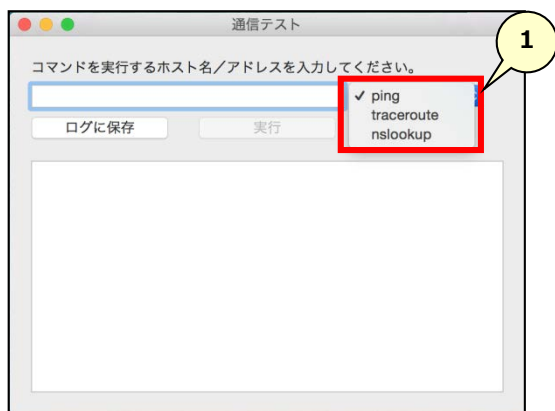 通信テスト
1
コマンドを実行するホスト名／アドレスを入力してください。
✓ ping
traceroute
nslookup
ログに保存
実行